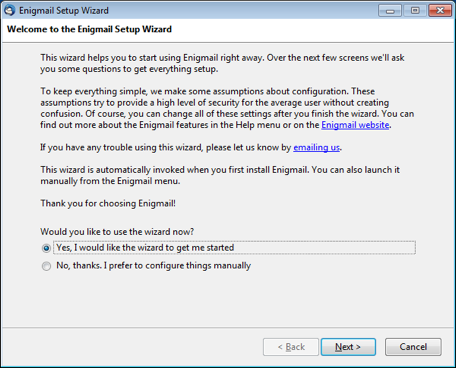 Enigmail Setup Wizard
Welcome to the Enigmail Setup Wizard
This wizard helps you to start using Enigmail right away. Over the next few screens we'll ask
you some questions to get everything setup.
To keep everything simple, we make some assumptions about configuration. These
assumptions try to provide a high level of security for the average user without creating
confusion. Of course, you can change all of these settings after you finish the wizard. You can
find out more about the Enigmail features in the Help menu or on the Enigmail website.
If you have any trouble using this wizard, please let us know by emailing us.
This wizard is automatically invoked when you first install Enigmail. You can also launch it
manually from the Enigmail menu.
Thank you for choosing Enigmail!
Would you like to use the wizard now?
Yes, I would like the wizard to get me started
No, thanks. I prefer to configure things manually
< Back Next > Cancel